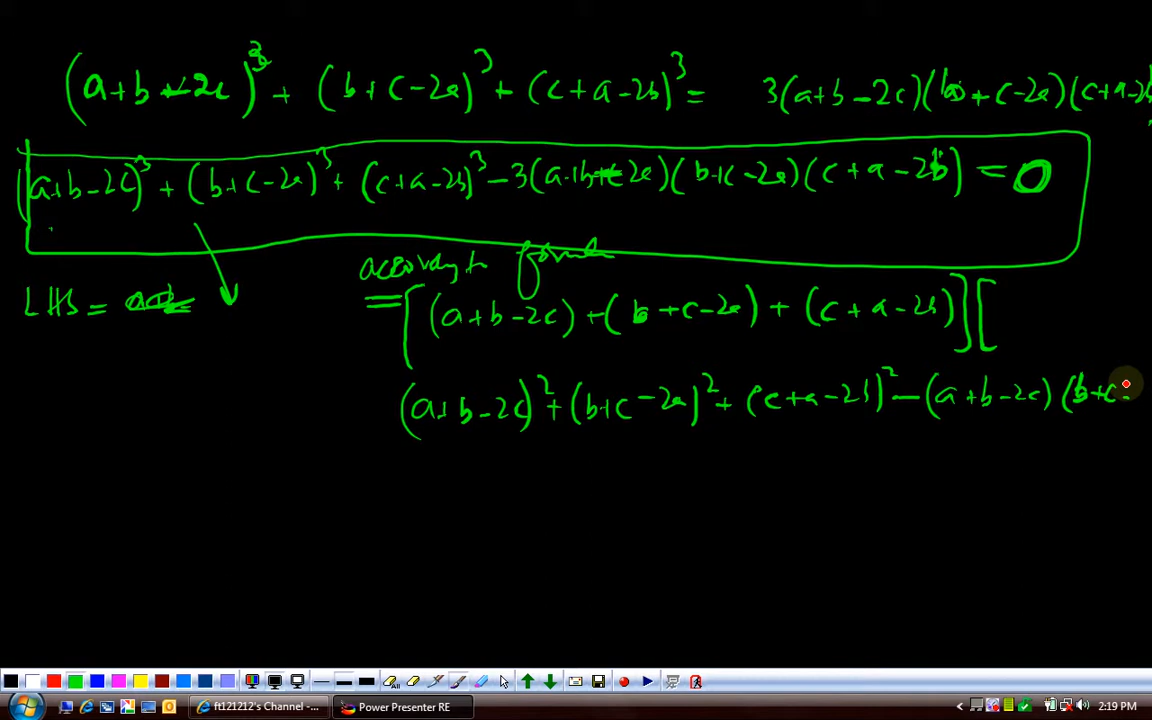 (a+b-2c)³ + (b+c-2a)³ + (c+a-2b)³ = 3(a+b-2c)(b+c-2a)(c+a-2b
(a+b-2c)³ + (b+c-2a)³ + (c+a-2b)³ - 3(a+b-2c)(b+c-2a)(c+a-2b) = 0
according to formula
LHS =
= [(a+b-2c)+(b+c-2a)+(c+a-2b)][
(a+b-2c)²+(b+c-2a)²+(c+a-2b)²-(a+b-2c)(b+c-
ft121212's Channel -...
Power Presenter RE
2:19 PM